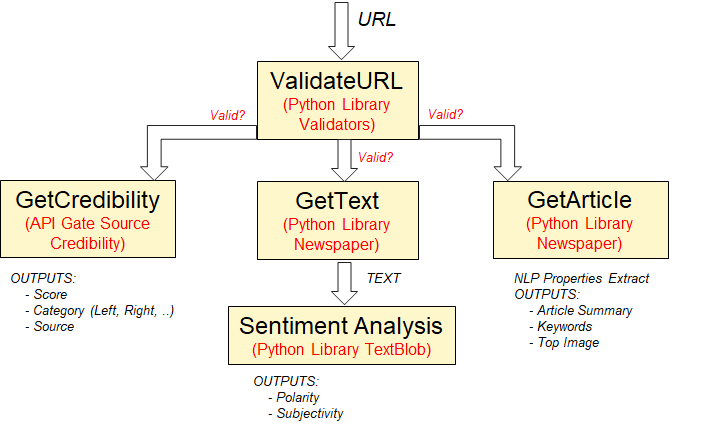 URL
ValidateURL
(Python Library
Validators)
Valid?
Valid?
Valid?
GetCredibility
(API Gate Source
Credibility)
GetText
(Python Library
Newspaper)
GetArticle
(Python Library
Newspaper)
OUTPUTS:
- Score
- Category (Left, Right, ..)
- Source
TEXT
NLP Properties Extract
OUTPUTS:
- Article Summary
- Keywords
- Top Image
Sentiment Analysis
(Python Library TextBlob)
OUTPUTS:
- Polarity
- Subjectivity